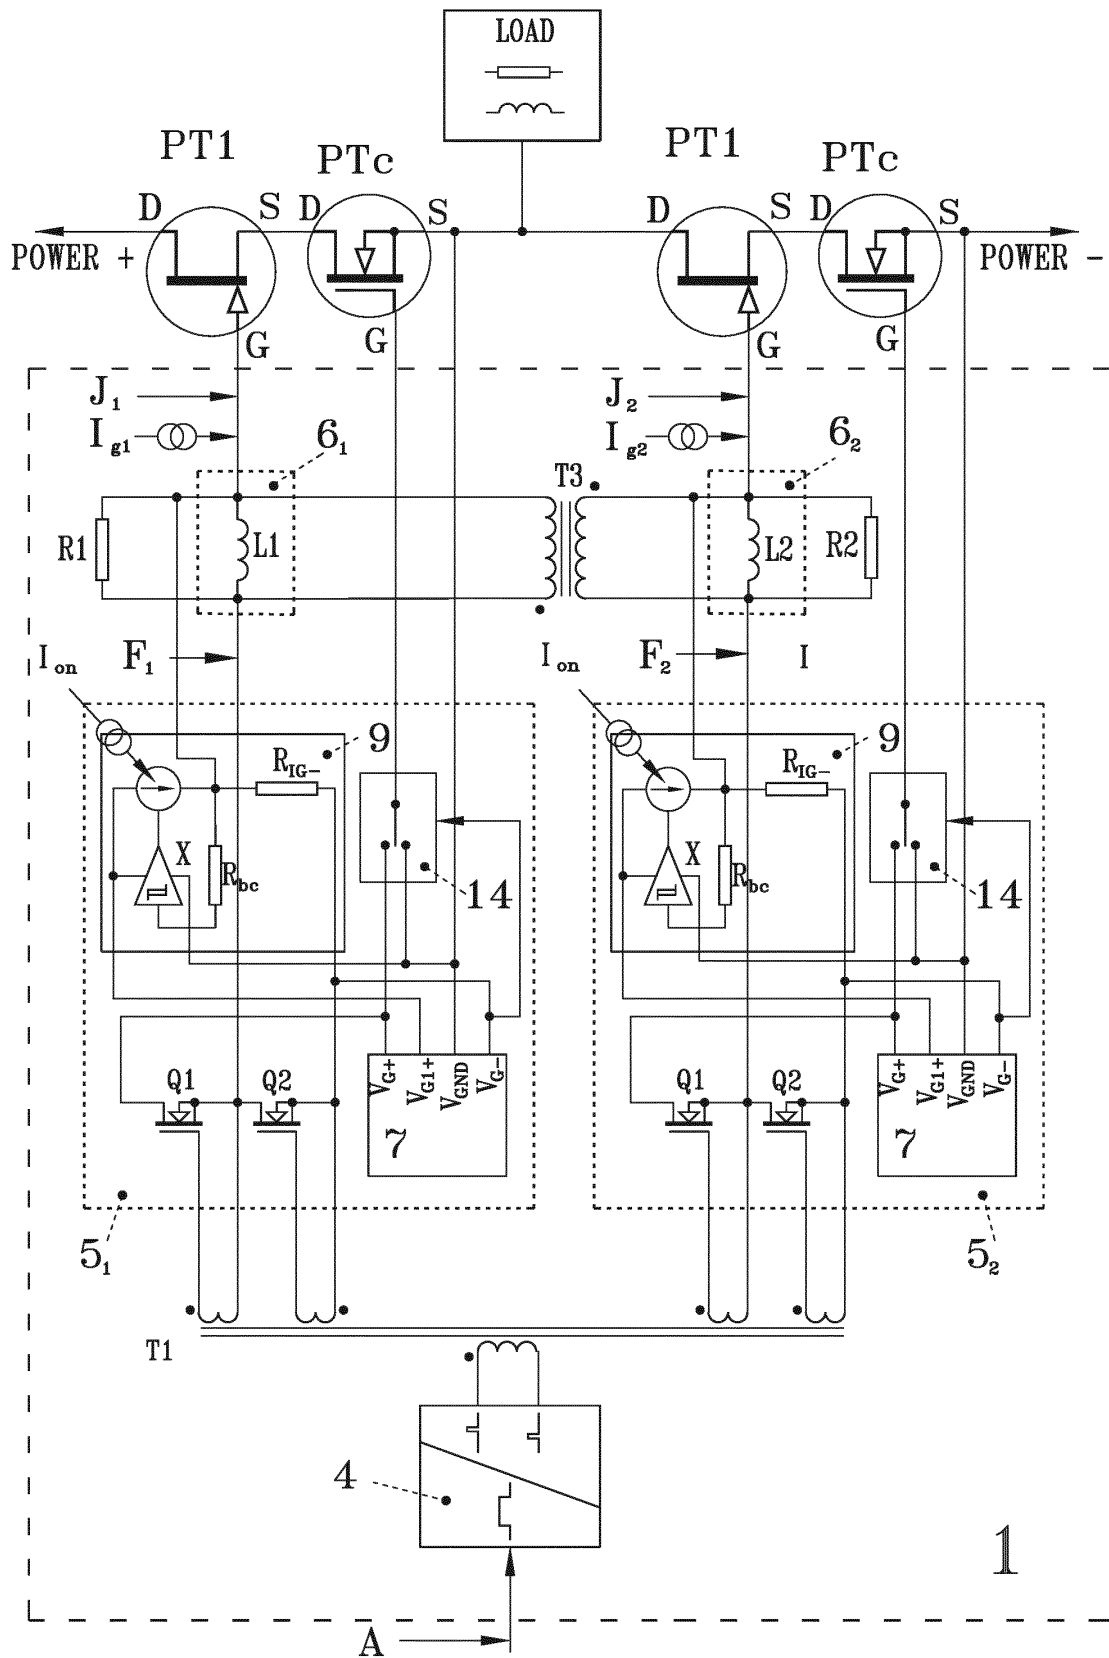 LOAD
PT1 PTc PT1 PTc
D S D S D S D S
POWER + POWER -
G G G G
J1 J2
Ig1 Ig2
61 62
T3
R1 L1 L2 R2
Ion F1 Ion F2 I
9 9
RIG- RIG-
X Rbc X Rbc
14 14
Q1 Q2 VG+ VG1+ VGND VG- Q1 Q2 VG+ VG1+ VGND VG-
7 7
51 52
T1
4
1
A